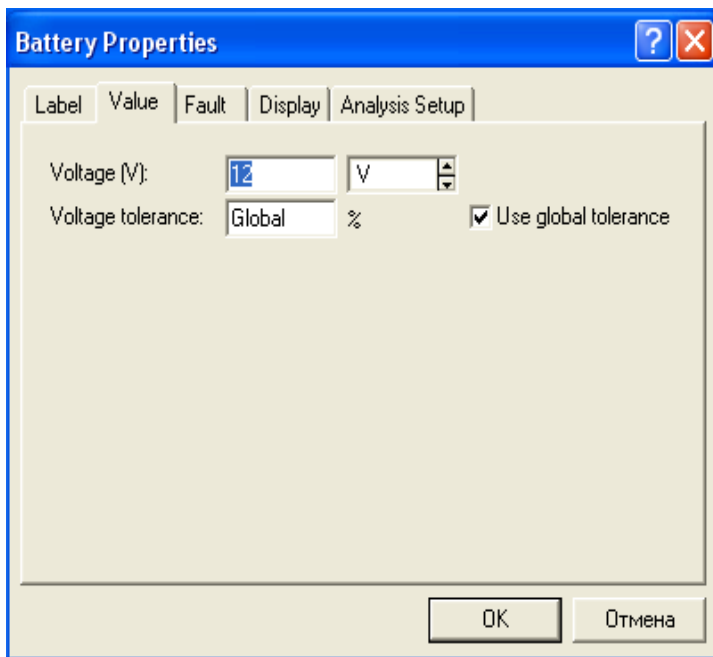 Battery Properties
Label Value Fault Display Analysis Setup
Voltage (V): 12 V
Voltage tolerance: Global % Use global tolerance
OK Отмена